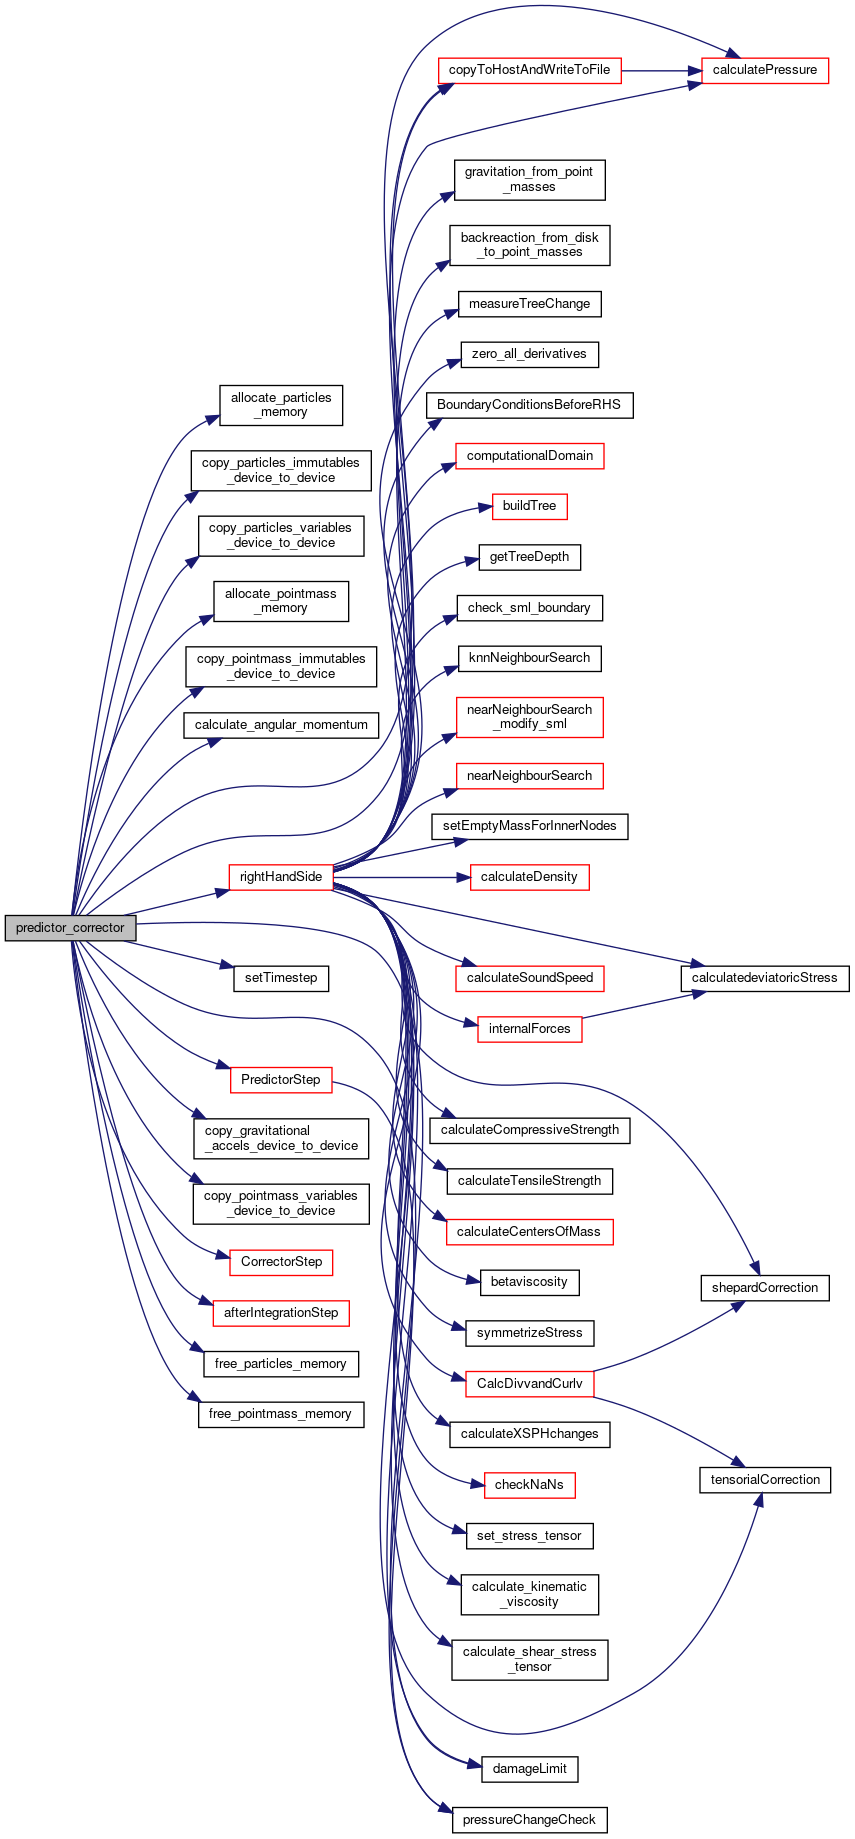 predictor_corrector
allocate_particles
_memory
copy_particles_immutables
_device_to_device
copy_particles_variables
_device_to_device
allocate_pointmass
_memory
copy_pointmass_immutables
_device_to_device
calculate_angular_momentum
rightHandSide
setTimestep
PredictorStep
copy_gravitational
_accels_device_to_device
copy_pointmass_variables
_device_to_device
CorrectorStep
afterIntegrationStep
free_particles_memory
free_pointmass_memory
copyToHostAndWriteToFile
gravitation_from_point
_masses
backreaction_from_disk
_to_point_masses
measureTreeChange
zero_all_derivatives
BoundaryConditionsBeforeRHS
computationalDomain
buildTree
getTreeDepth
check_sml_boundary
knnNeighbourSearch
nearNeighbourSearch
_modify_sml
nearNeighbourSearch
setEmptyMassForInnerNodes
calculateDensity
calculateSoundSpeed
internalForces
calculateCompressiveStrength
calculateTensileStrength
calculateCentersOfMass
betaviscosity
symmetrizeStress
CalcDivvandCurlv
calculateXSPHchanges
checkNaNs
set_stress_tensor
calculate_kinematic
_viscosity
calculate_shear_stress
_tensor
damageLimit
pressureChangeCheck
calculatePressure
calculatedeviatoricStress
shepardCorrection
tensorialCorrection